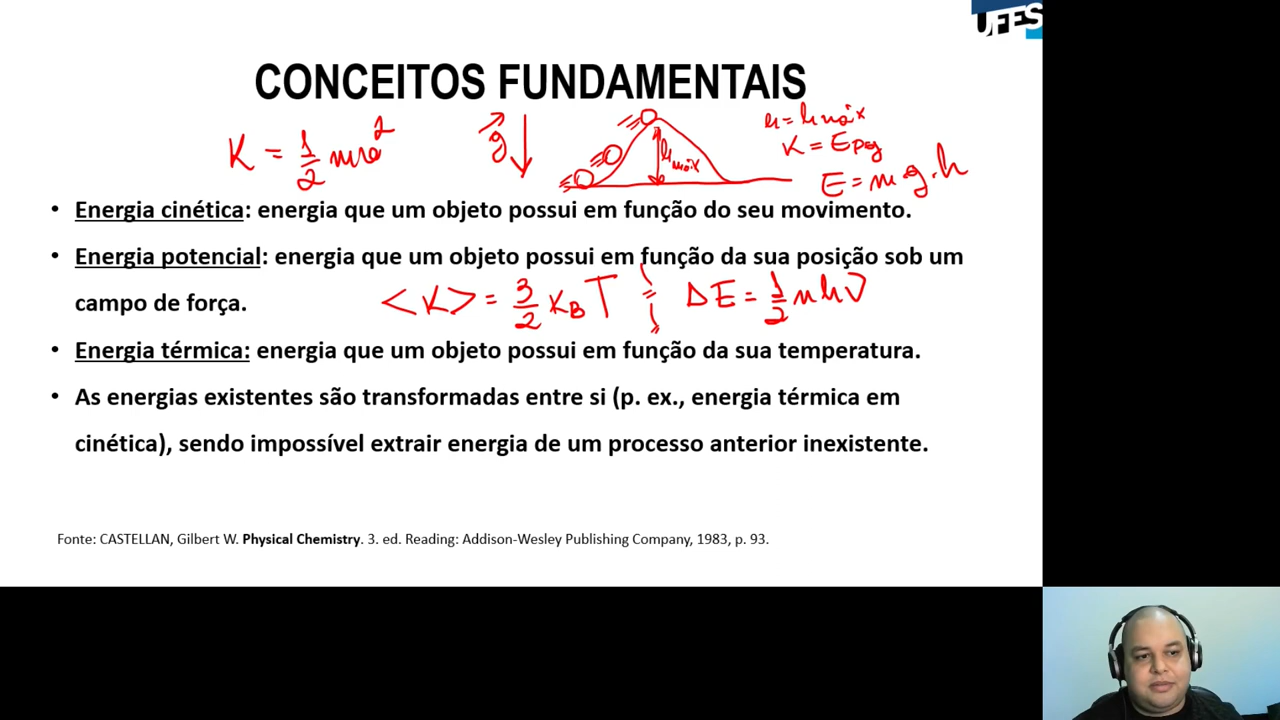 UFES
CONCEITOS FUNDAMENTAIS
K = 1/2 mv²
g
hmáx
h = hmáx
K = Epg
E = m.g.h
• Energia cinética: energia que um objeto possui em função do seu movimento.
• Energia potencial: energia que um objeto possui em função da sua posição sob um
campo de força.
<K> = 3/2 KB T
ΔE = 1/2 nhν
• Energia térmica: energia que um objeto possui em função da sua temperatura.
• As energias existentes são transformadas entre si (p. ex., energia térmica em
cinética), sendo impossível extrair energia de um processo anterior inexistente.
Fonte: CASTELLAN, Gilbert W. Physical Chemistry. 3. ed. Reading: Addison-Wesley Publishing Company, 1983, p. 93.